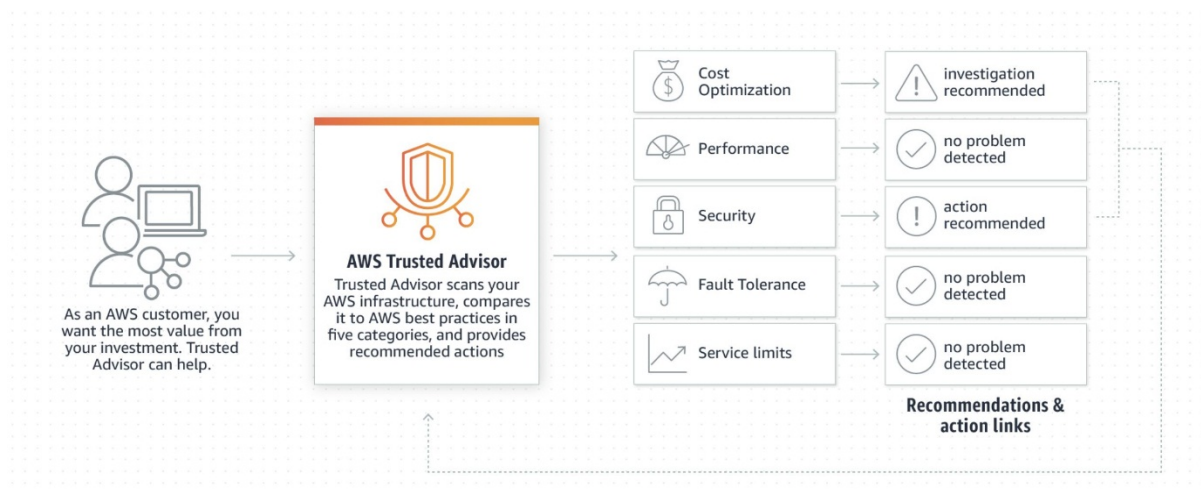 As an AWS customer, you
want the most value from
your investment. Trusted
Advisor can help.
AWS Trusted Advisor
Trusted Advisor scans your
AWS infrastructure, compares
it to AWS best practices in
five categories, and provides
recommended actions
Cost
Optimization
investigation
recommended
Performance
no problem
detected
Security
action
recommended
Fault Tolerance
no problem
detected
Service limits
no problem
detected
Recommendations &
action links